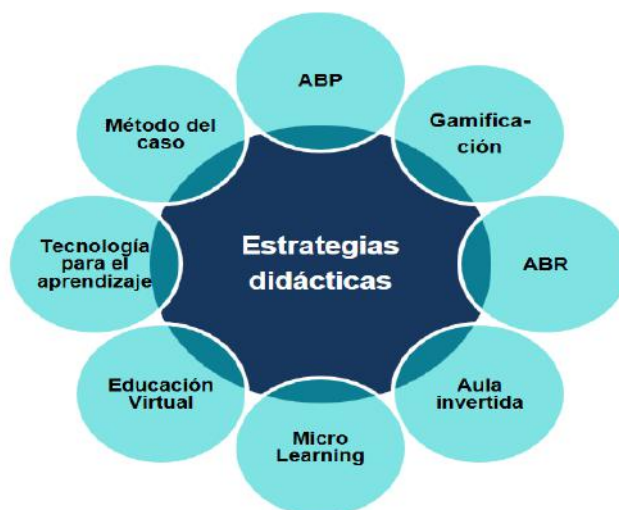 ABP
Gamifica-
ción
ABR
Aula
invertida
Micro
Learning
Educación
Virtual
Tecnología
para el
aprendizaje
Método del
caso
Estrategias
didácticas